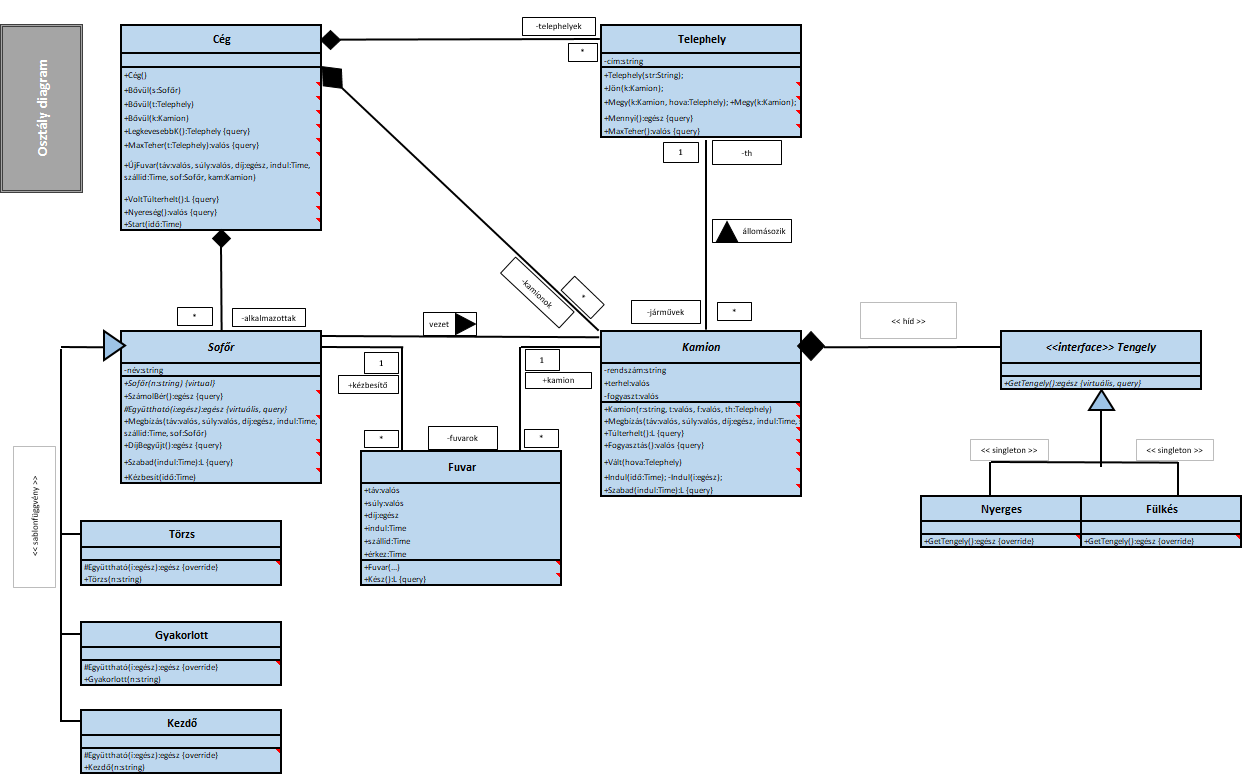 Osztály diagram
Cég
+Cég()
+Bővül(s:Sofőr)
+Bővül(t:Telephely)
+Bővül(k:Kamion)
+LegkevesebbK():Telephely {query}
+MaxTeher(t:Telephely):valós {query}
+ÚjFuvar(táv:valós, súly:valós, díj:egész, indul:Time,
szállíd:Time, sof:Sofőr, kam:Kamion)
+VoltTúlterhelt():L {query}
+Nyereség():valós {query}
+Start(idő:Time)
-telephelyek
*
Telephely
-cím:string
+Telephely(str:String);
+Jön(k:Kamion);
+Megy(k:Kamion, hova:Telephely); +Megy(k:Kamion);
+Mennyi():egész {query}
+MaxTeher():valós {query}
1
-th
állomásozik
-járművek
*
-kamionok
*
*
-alkalmazottak
vezet
Sofőr
-név:string
+Sofőr(n:string) {virtual}
+SzámolBér():egész {query}
#Együttható(i:egész):egész {virtuális, query}
+Megbízás(táv:valós, súly:valós, díj:egész, indul:Time,
szállíd:Time, sof:Sofőr)
+DíjBegyűjt():egész {query}
+Szabad(indul:Time):L {query}
+Kézbesít(idő:Time)
1
+kézbesítő
*
1
+kamion
-fuvarok
*
Kamion
-rendszám:string
+terhel:valós
-fogyaszt:valós
+Kamion(r:string, t:valós, f:valós, th:Telephely)
+Megbízás(táv:valós, súly:valós, díj:egész, indul:Time,
+Túlterhelt():L {query}
+Fogyasztás():valós {query}
+Vált(hova:Telephely)
+Indul(idő:Time); -Indul(i:egész);
+Szabad(indul:Time):L {query}
<< híd >>
<<interface>> Tengely
+GetTengely():egész {virtuális, query}
<< singleton >>
<< singleton >>
Nyerges
+GetTengely():egész {override}
Fülkés
+GetTengely():egész {override}
Fuvar
+táv:valós
+súly:valós
+díj:egész
+indul:Time
+szállíd:Time
+érkez:Time
+Fuvar(...)
+Kész():L {query}
<< sablonfüggvény >>
Törzs
#Együttható(i:egész):egész {override}
+Törzs(n:string)
Gyakorlott
#Együttható(i:egész):egész {override}
+Gyakorlott(n:string)
Kezdő
#Együttható(i:egész):egész {override}
+Kezdő(n:string)